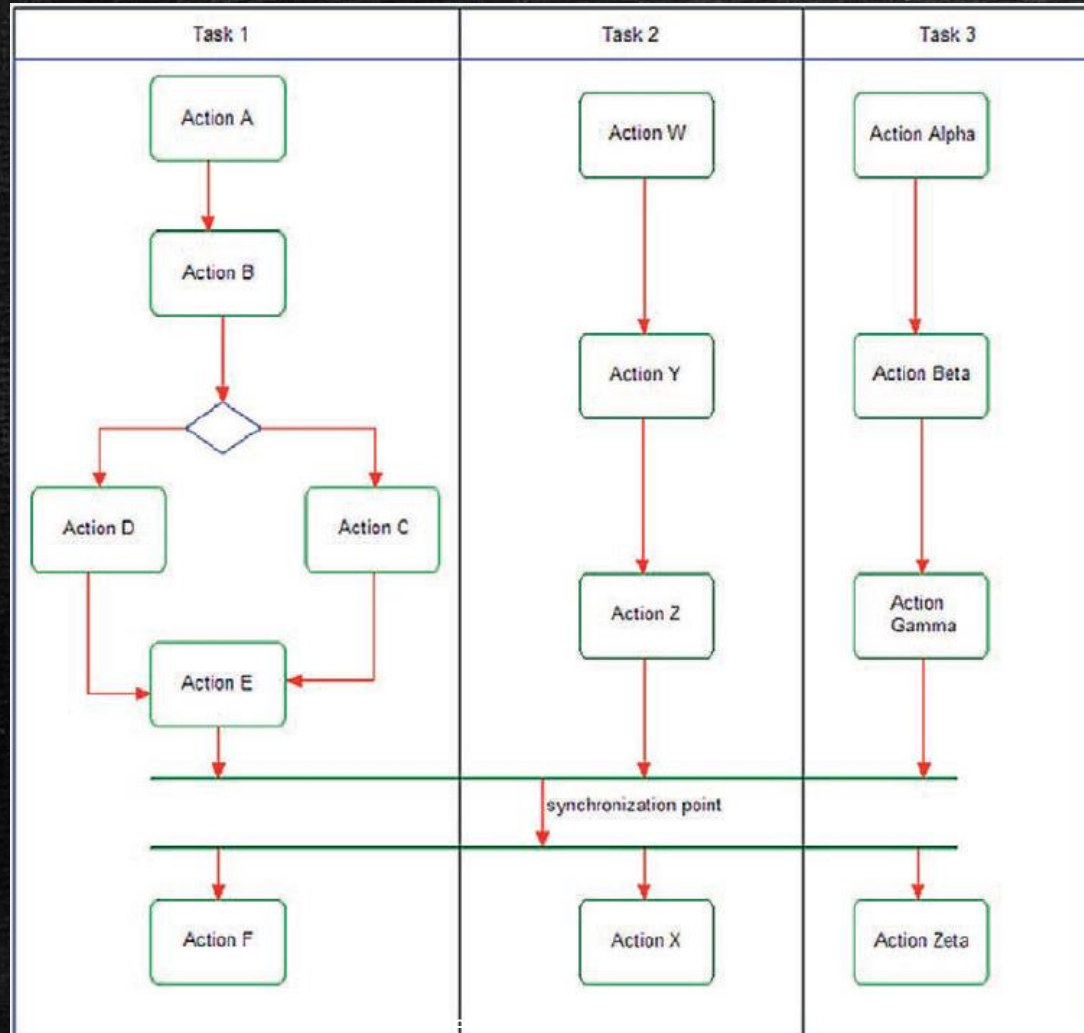 Task 1
Task 2
Task 3
Action A
Action W
Action Alpha
Action B
Action Y
Action Beta
Action D
Action C
Action Z
Action
Gamma
Action E
synchronization point
Action F
Action X
Action Zeta